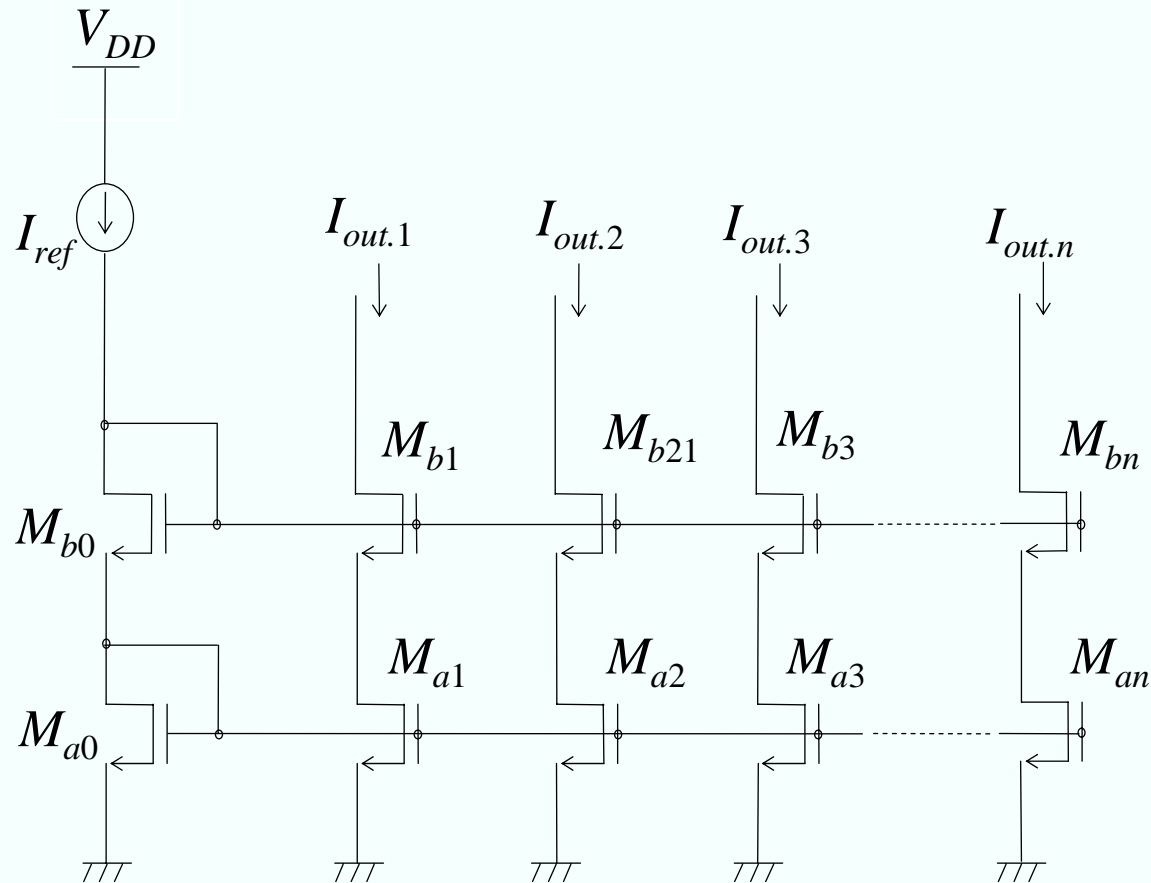 V_DD
I_ref
I_out.1 I_out.2 I_out.3 I_out.n
M_b0 M_b1 M_b21 M_b3 M_bn
M_a0 M_a1 M_a2 M_a3 M_an